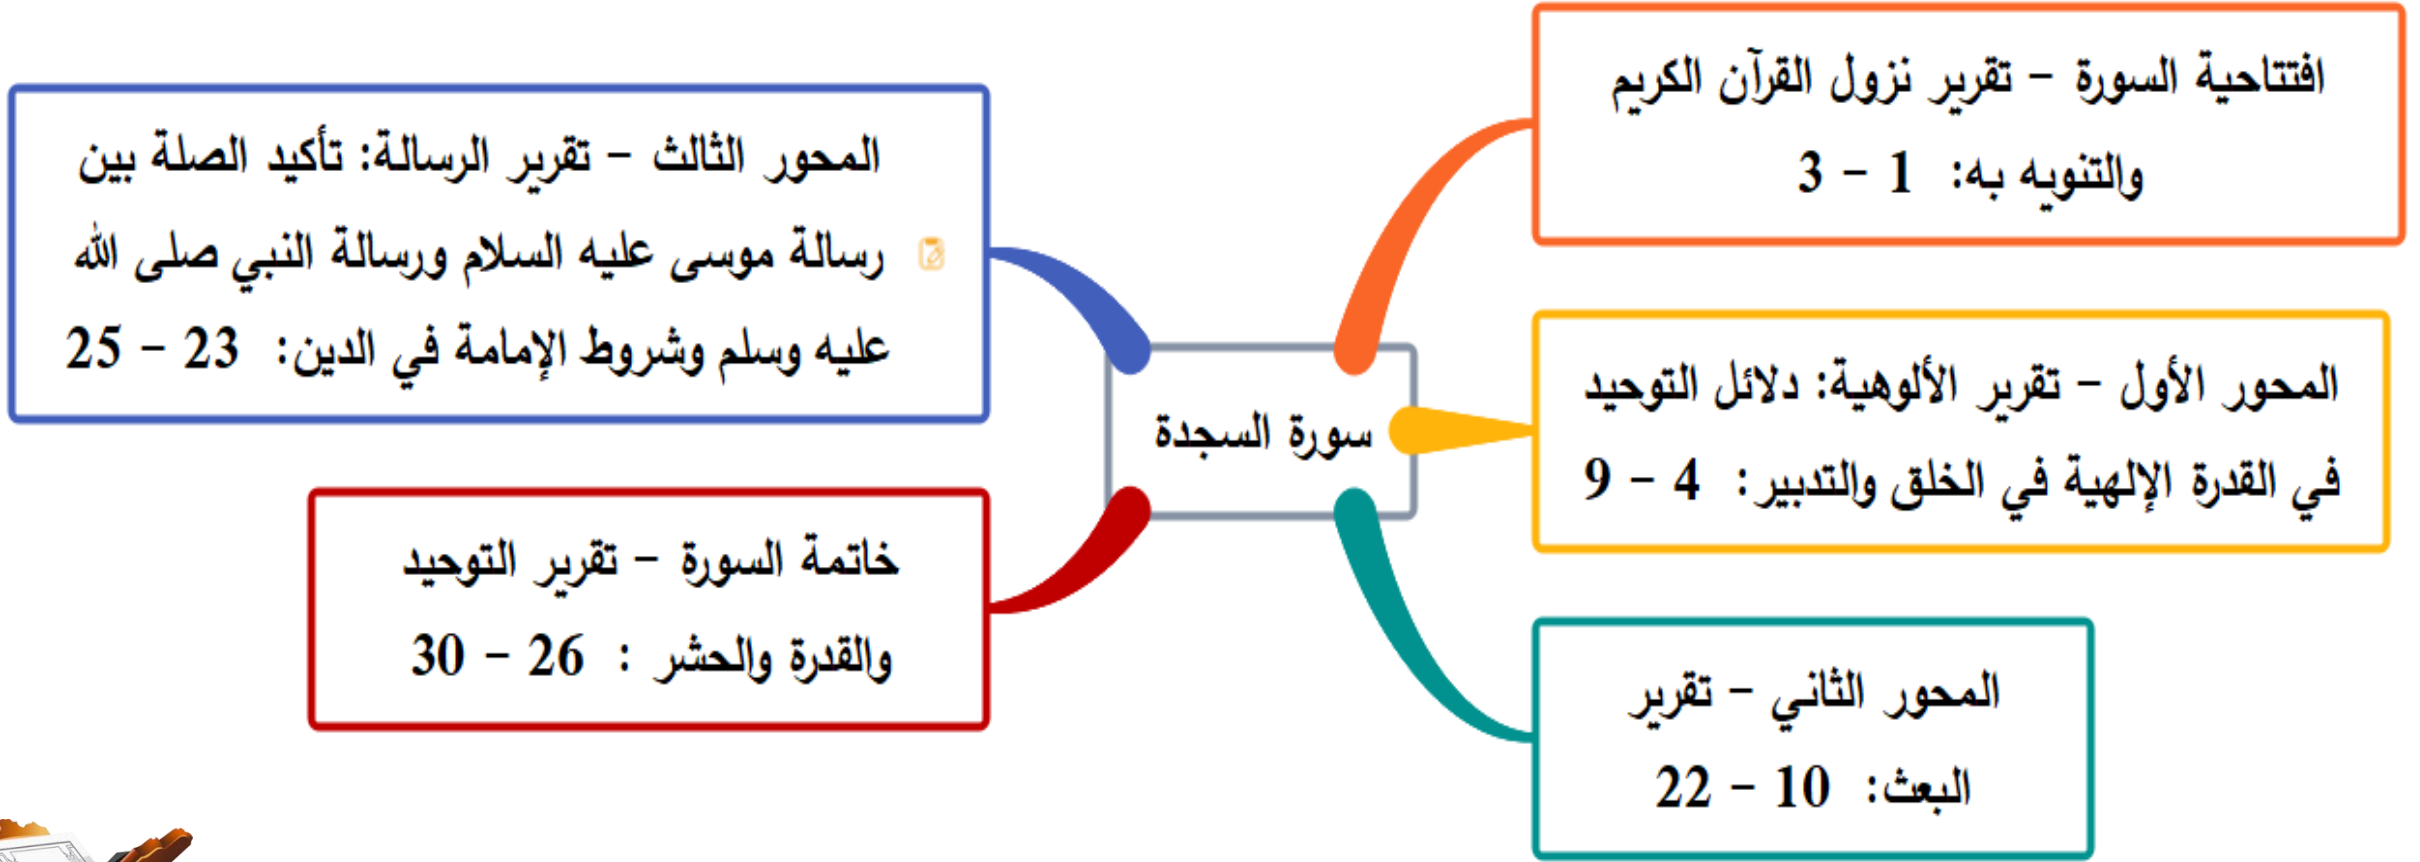 سورة السجدة
افتتاحية السورة - تقرير نزول القرآن الكريم
والتنويه به: 1 - 3
المحور الأول - تقرير الألوهية: دلائل التوحيد
في القدرة الإلهية في الخلق والتدبير: 4 - 9
المحور الثاني - تقرير
البعث: 10 - 22
المحور الثالث - تقرير الرسالة: تأكيد الصلة بين
رسالة موسى عليه السلام ورسالة النبي صلى الله
عليه وسلم وشروط الإمامة في الدين: 23 - 25
خاتمة السورة - تقرير التوحيد
والقدرة والحشر : 26 - 30